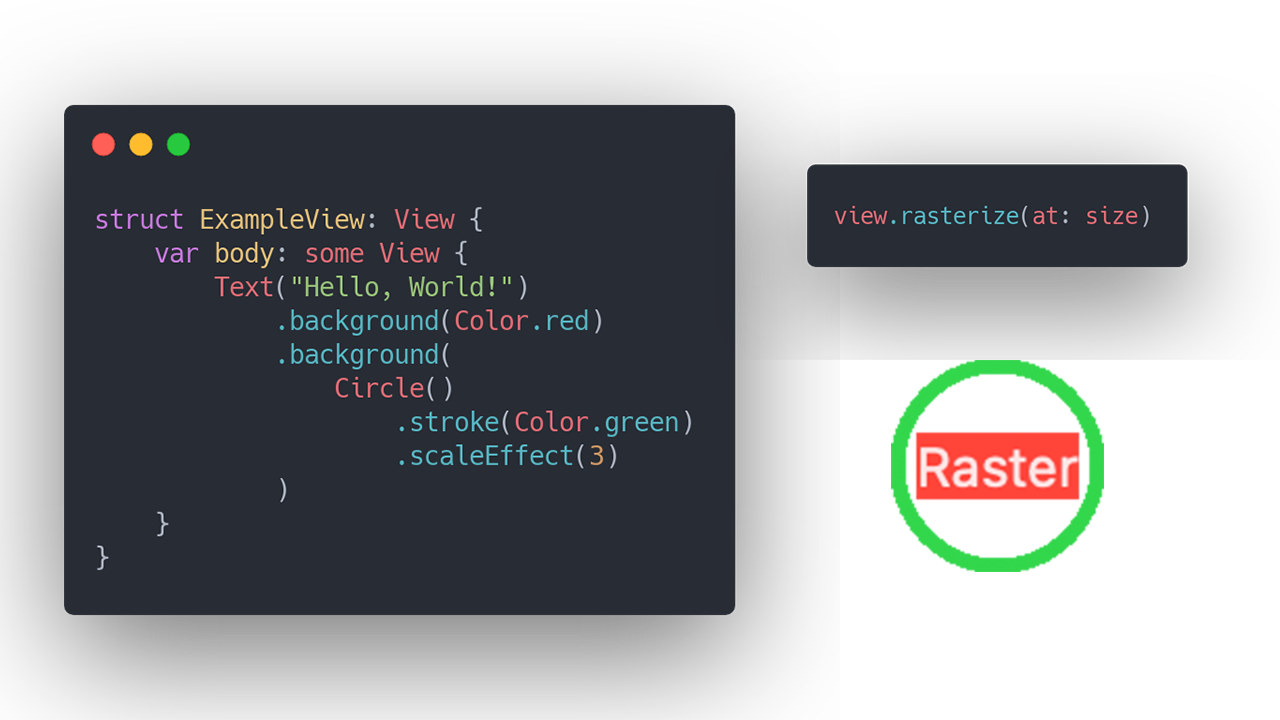 struct ExampleView: View {
    var body: some View {
        Text("Hello, World!")
            .background(Color.red)
            .background(
                Circle()
                    .stroke(Color.green)
                    .scaleEffect(3)
            )
    }
}
view.rasterize(at: size)
Raster